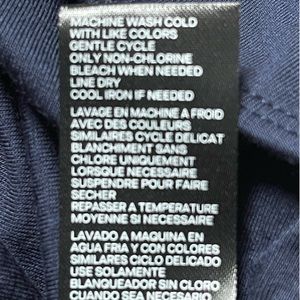 MACHINE WASH COLD
WITH LIKE COLORS
GENTLE CYCLE
ONLY NON-CHLORINE
BLEACH WHEN NEEDED
LINE DRY
COOL IRON IF NEEDED
LAVAGE EN MACHINE A FROID
AVEC DES COULEURS
SIMILAIRES CYCLE DELICAT
BLANCHIMENT SANS
CHLORE UNIQUEMENT
LORSQUE NECESSAIRE
SUSPENDRE POUR FAIRE
SECHER
REPASSER A TEMPERATURE
MOYENNE SI NECESSAIRE
LAVADO A MAQUINA EN
AGUA FRIA Y CON COLORES
SIMILARES CICLO DELICADO
USE SOLAMENTE
BLANQUEADOR SIN CLORO
CUANDO SEA NECESARIO